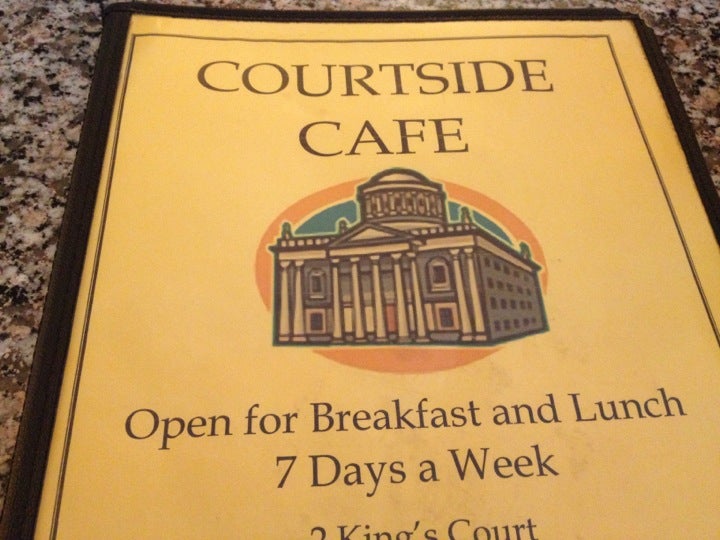 COURTSIDE
CAFE
Open for Breakfast and Lunch
7 Days a Week
2 King's Court